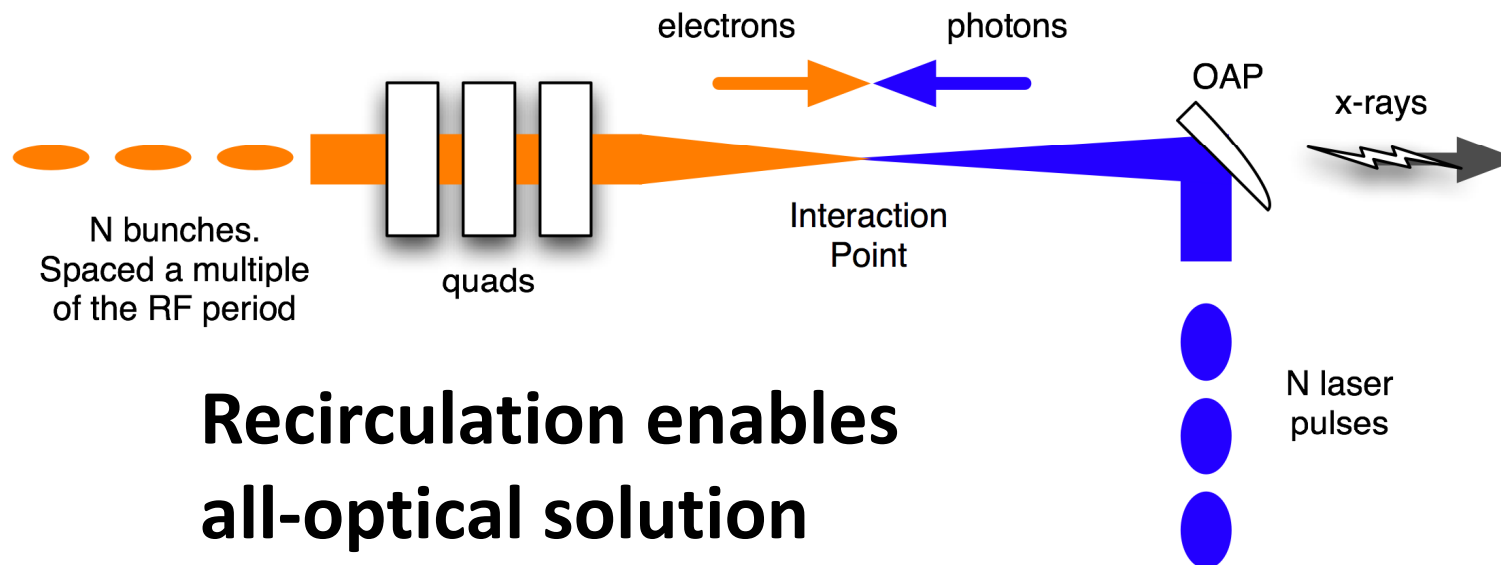 electrons
photons
OAP
x-rays
N bunches.
Spaced a multiple
of the RF period
quads
Interaction
Point
N laser
pulses
Recirculation enables
all-optical solution